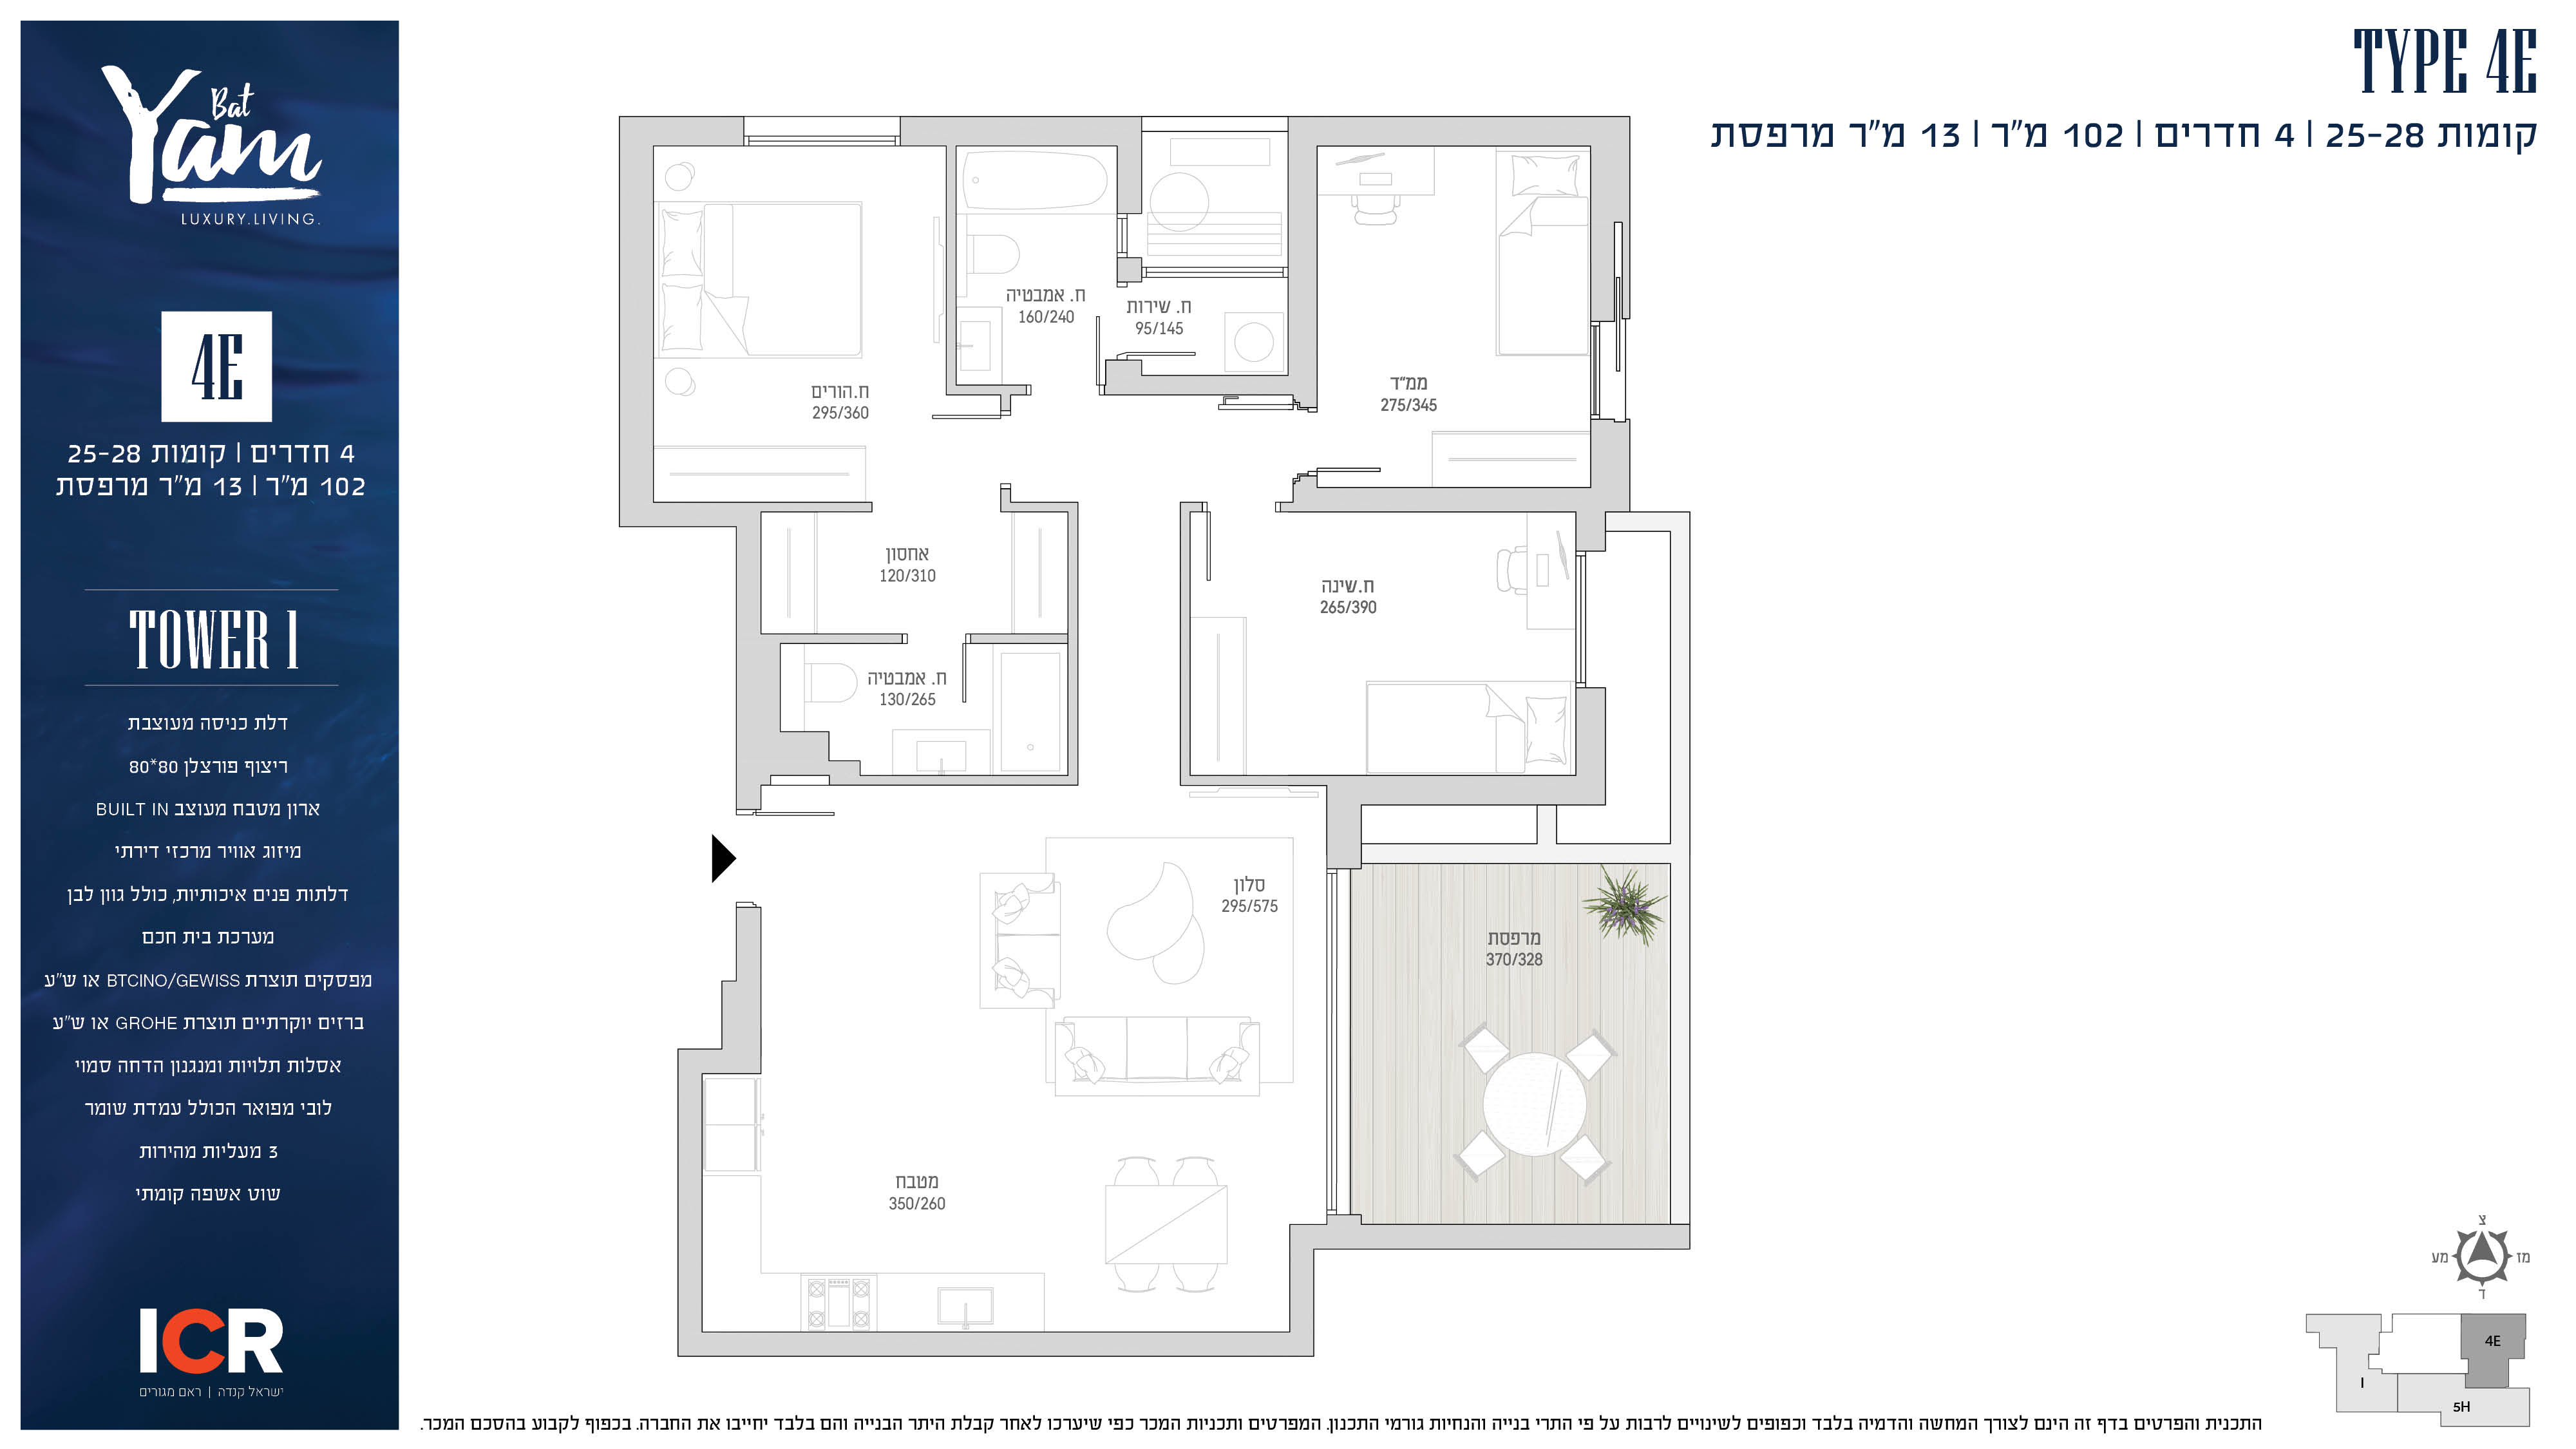 TYPE 4E
קומות 25-28 | 4 חדרים | 102 מ"ר | 13 מ"ר מרפסת
Bat
Yam
LUXURY.LIVING.
4E
4 חדרים | קומות 25-28
102 מ"ר | 13 מ"ר מרפסת
TOWER 1
דלת כניסה מעוצבת
ריצוף פורצלן 80*80
ארון מטבח מעוצב BUILT IN
מיזוג אוויר מרכזי דירתי
דלתות פנים איכותיות, כולל גוון לבן
מערכת בית חכם
מפסקים תוצרת BTCINO/GEWISS או ש"ע
ברזים יוקרתיים תוצרת GROHE או ש"ע
אסלות תלויות ומנגנון הדחה סמוי
לובי מפואר הכולל עמדת שומר
3 מעליות מהירות
שוט אשפה קומתי
ICR
ישראל קנדה | ראם מגורים
ח. אמבטיה
160/240
ח. שירות
95/145
ח.הורים
295/360
ממ"ד
275/345
אחסון
120/310
ח.שינה
265/390
ח. אמבטיה
130/265
סלון
295/575
מרפסת
370/328
מטבח
350/260
צ
מז
מע
ד
4E
I
5H
התכנית והפרטים בדף זה הינם לצורך המחשה והדמיה בלבד וכפופים לשינויים לרבות על פי התרי בנייה והנחיות גורמי התכנון. המפרטים ותכניות המכר כפי שיערכו לאחר קבלת היתר הבנייה והם בלבד יחייבו את החברה. בכפוף לקבוע בהסכם המכר.